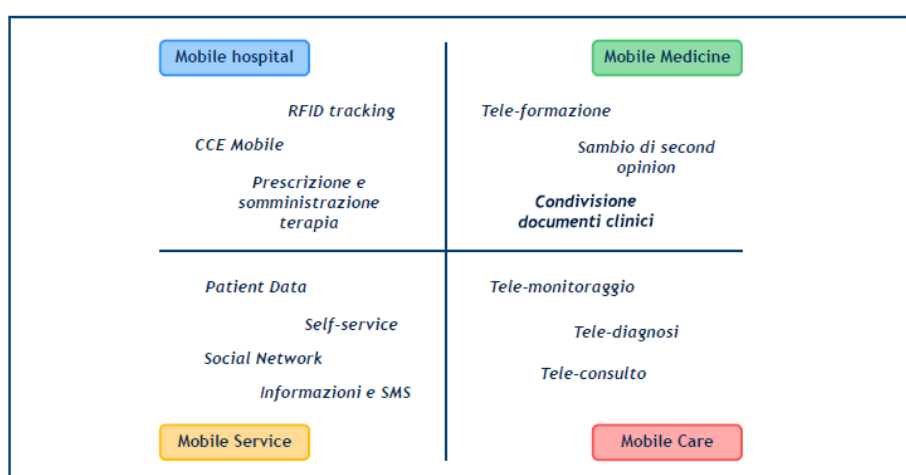 Mobile hospital
Mobile Medicine
RFID tracking
CCE Mobile
Prescrizione e
somministrazione
terapia
Tele-formazione
Sambio di second
opinion
Condivisione
documenti clinici
Patient Data
Self-service
Social Network
Informazioni e SMS
Tele-monitoraggio
Tele-diagnosi
Tele-consulto
Mobile Service
Mobile Care